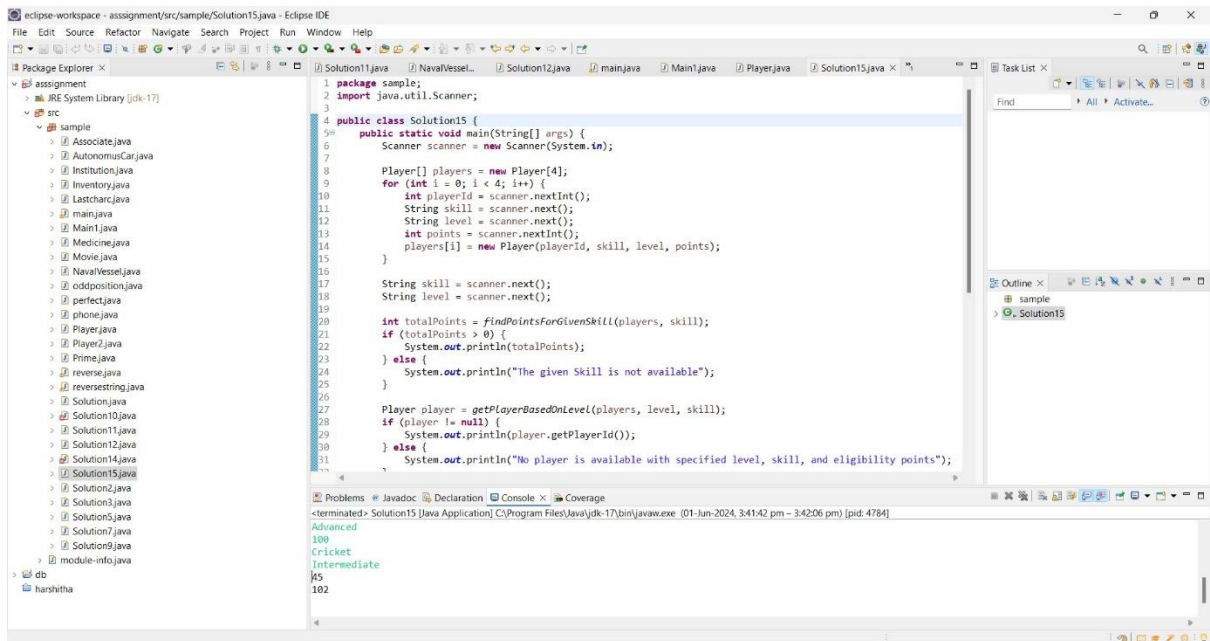 eclipse-workspace - asssignment/src/sample/Solution15.java - Eclipse IDE
File Edit Source Refactor Navigate Search Project Run Window Help
Package Explorer
asssignment
JRE System Library [jdk-17]
src
sample
Associate.java
AutonomusCar.java
Institution.java
Inventory.java
Lastcharc.java
main.java
Main1.java
Medicine.java
Movie.java
NavalVessel.java
oddposition.java
perfect.java
phone.java
Player.java
Player2.java
Prime.java
reverse.java
reversestring.java
Solution.java
Solution10.java
Solution11.java
Solution12.java
Solution14.java
Solution15.java
Solution2.java
Solution3.java
Solution5.java
Solution7.java
Solution9.java
module-info.java
db
harshitha
Solution11.java NavalVessel... Solution12.java main.java Main1.java Player.java Solution15.java
1 package sample;
2 import java.util.Scanner;
3
4 public class Solution15 {
5 public static void main(String[] args) {
6 Scanner scanner = new Scanner(System.in);
7
8 Player[] players = new Player[4];
9 for (int i = 0; i < 4; i++) {
10 int playerId = scanner.nextInt();
11 String skill = scanner.next();
12 String level = scanner.next();
13 int points = scanner.nextInt();
14 players[i] = new Player(playerId, skill, level, points);
15 }
16
17 String skill = scanner.next();
18 String level = scanner.next();
19
20 int totalPoints = findPointsForGivenSkill(players, skill);
21 if (totalPoints > 0) {
22 System.out.println(totalPoints);
23 } else {
24 System.out.println("The given Skill is not available");
25 }
26
27 Player player = getPlayerBasedOnLevel(players, level, skill);
28 if (player != null) {
29 System.out.println(player.getPlayerId());
30 } else {
31 System.out.println("No player is available with specified level, skill, and eligibility points");
Problems Javadoc Declaration Console Coverage
<terminated> Solution15 [Java Application] C:\Program Files\Java\jdk-17\bin\javaw.exe (01-Jun-2024, 3:41:42 pm – 3:42:06 pm) [pid: 4784]
Advanced
100
Cricket
Intermediate
45
102
Task List
Find All Activate...
Outline
sample
Solution15